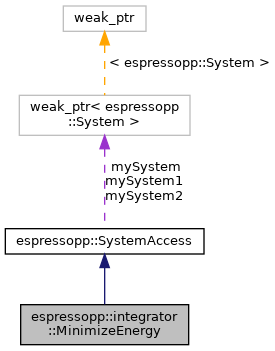 weak_ptr
< espressopp::System >
weak_ptr< espressopp
::System >
mySystem
mySystem1
mySystem2
espressopp::SystemAccess
espressopp::integrator
::MinimizeEnergy